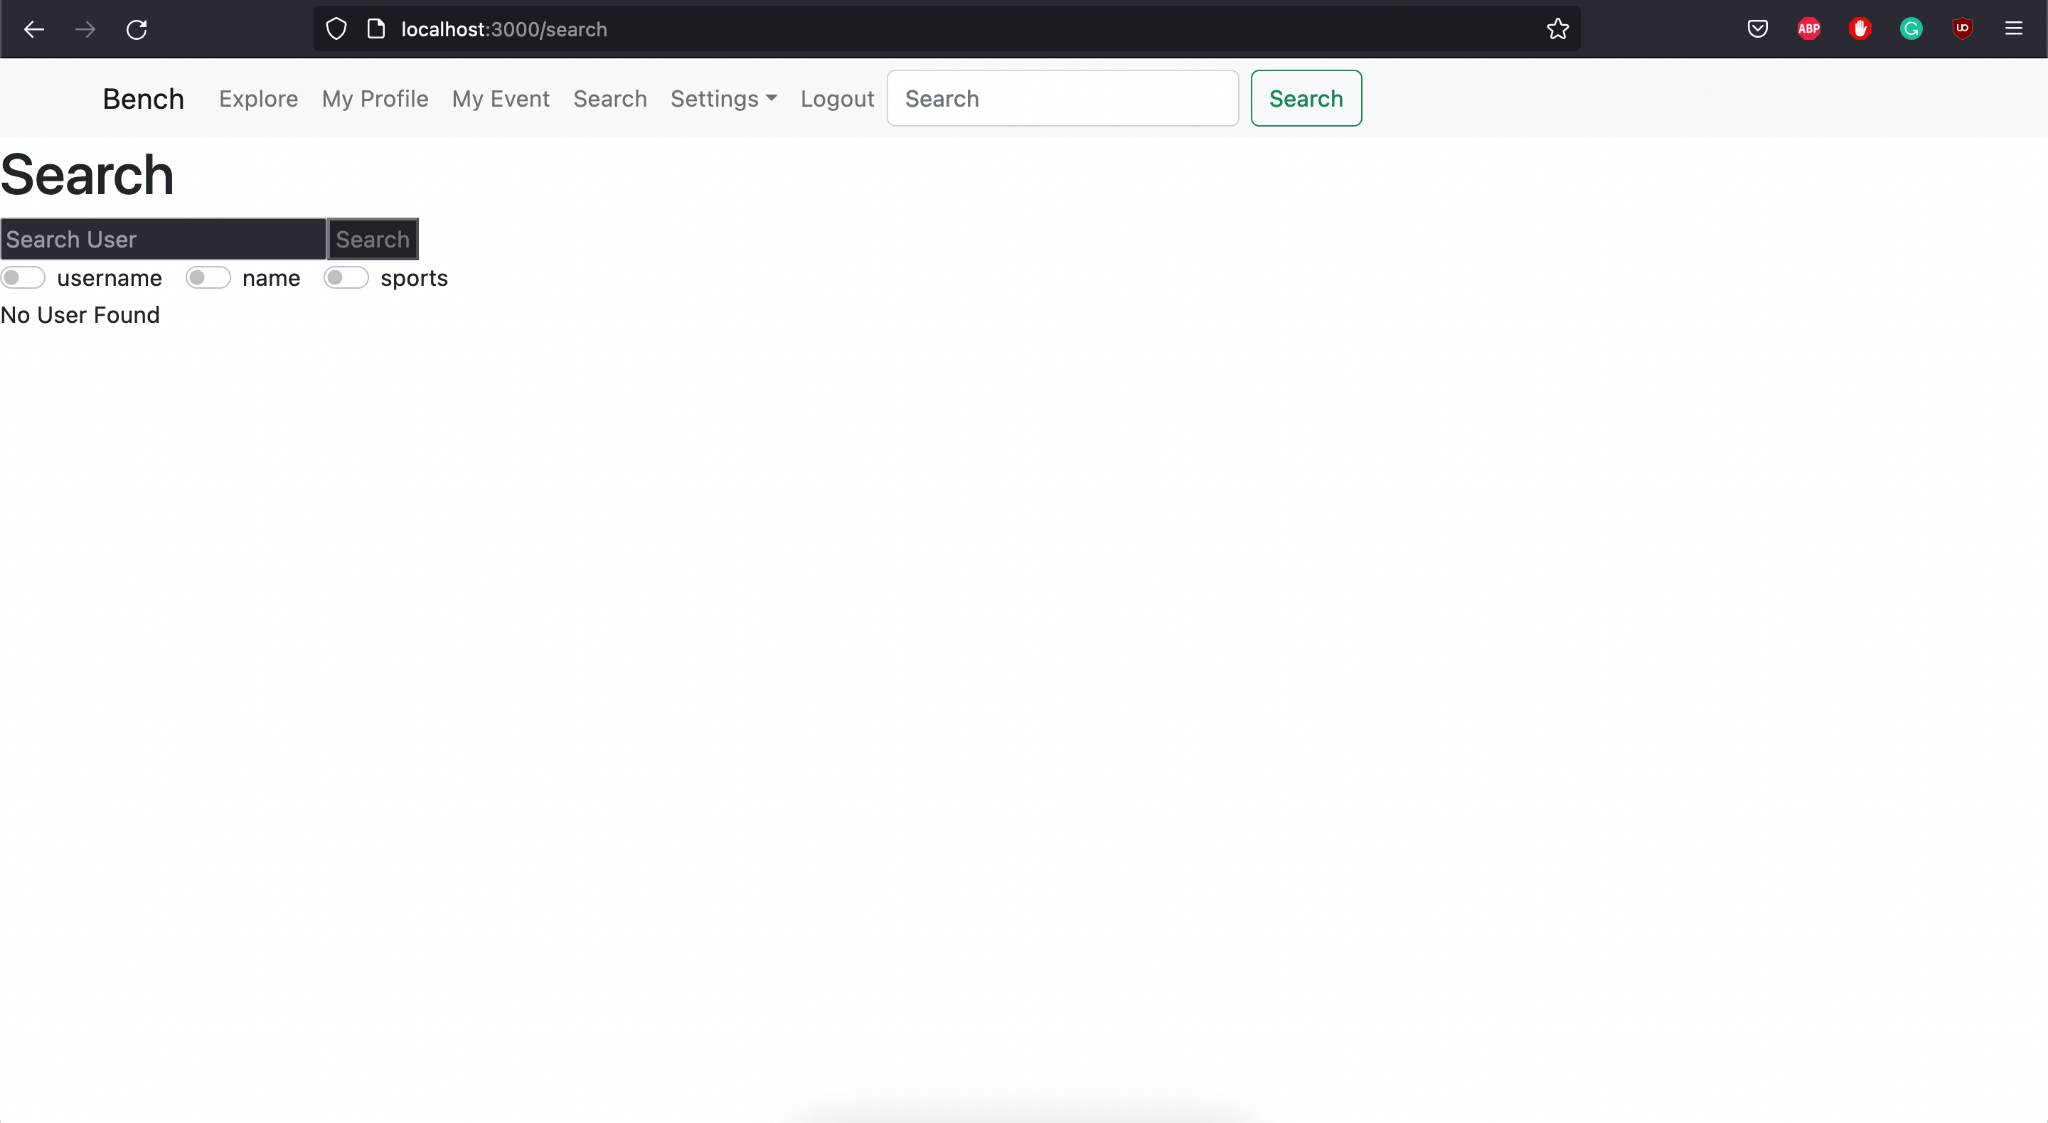 localhost:3000/search
ABP
G
Bench Explore My Profile My Event Search Settings Logout Search Search
Search
Search User Search
username name sports
No User Found